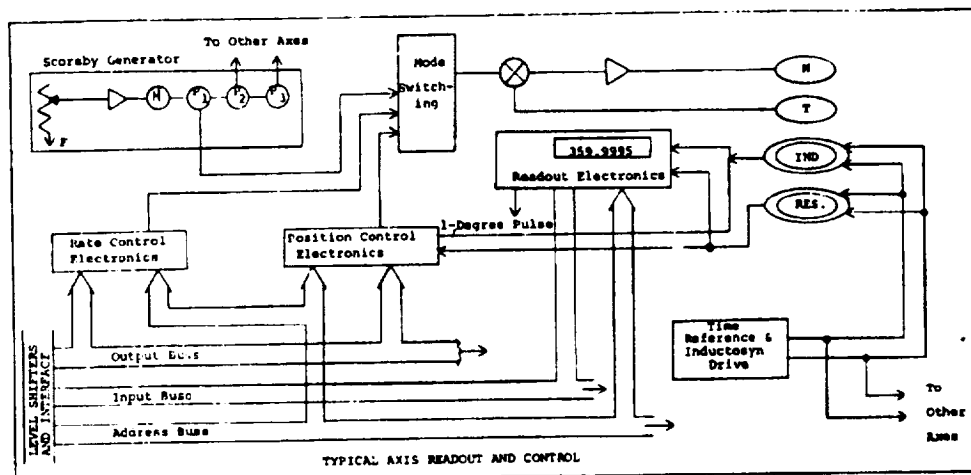 To Other Axes
Scorsby Generator
M
P1
P2
P3
F
Mode
Switch-
ing
M
T
359.9995
Readout Electronics
IND
RES.
1-Degree Pulse
Rate Control
Electronics
Position Control
Electronics
Time
Reference &
Inductosyn
Drive
LEVEL SHIFTERS
AND INTERFACE
Output Buss
Input Buss
Address Buss
To
Other
Axes
TYPICAL AXIS READOUT AND CONTROL